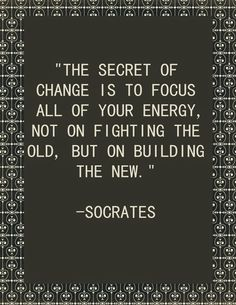 "THE SECRET OF
CHANGE IS TO FOCUS
ALL OF YOUR ENERGY,
NOT ON FIGHTING THE
OLD, BUT ON BUILDING
THE NEW."
-SOCRATES